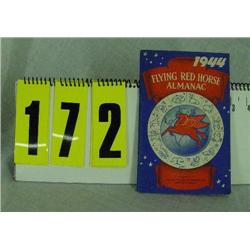 172
1944
FLYING RED HORSE
ALMANAC